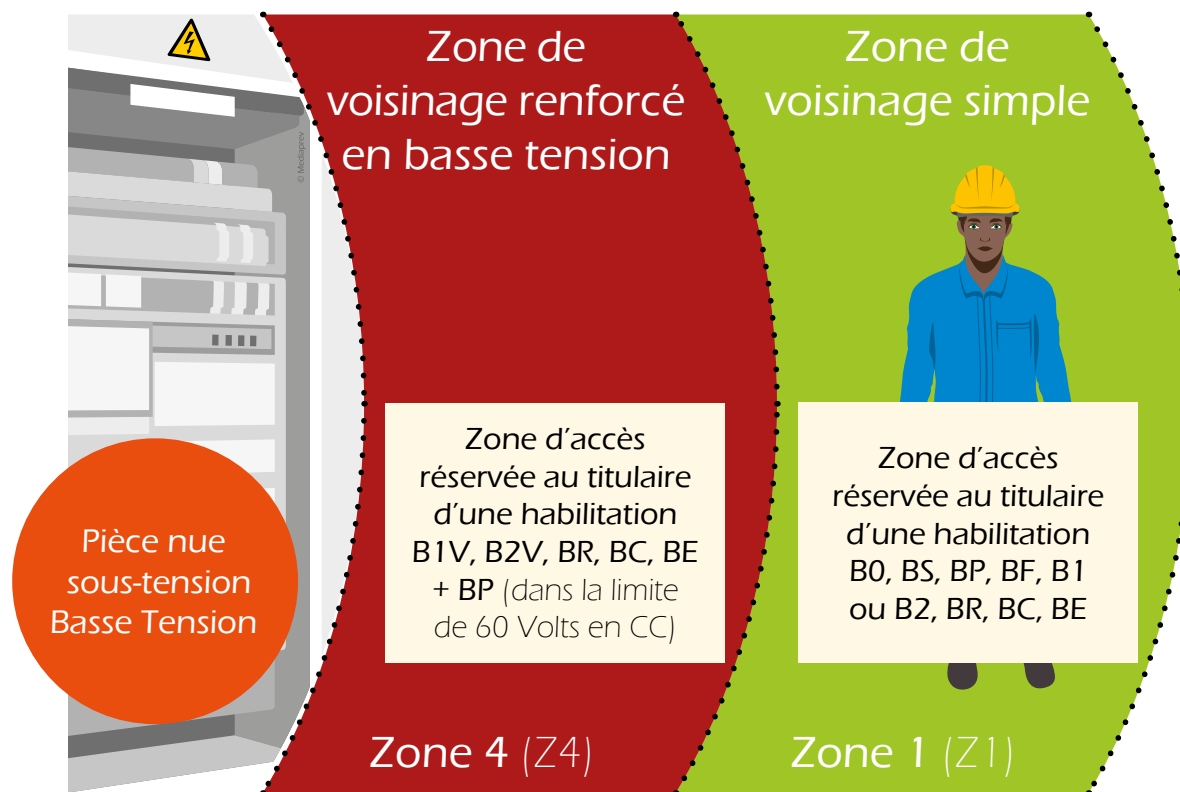 © Mediaprev
Zone de
voisinage renforcé
en basse tension
Zone de
voisinage simple
Pièce nue
sous-tension
Basse Tension
Zone d'accès
réservée au titulaire
d'une habilitation
B1V, B2V, BR, BC, BE
+ BP (dans la limite
de 60 Volts en CC)
Zone d'accès
réservée au titulaire
d'une habilitation
B0, BS, BP, BF, B1
ou B2, BR, BC, BE
Zone 4 (Z4)
Zone 1 (Z1)